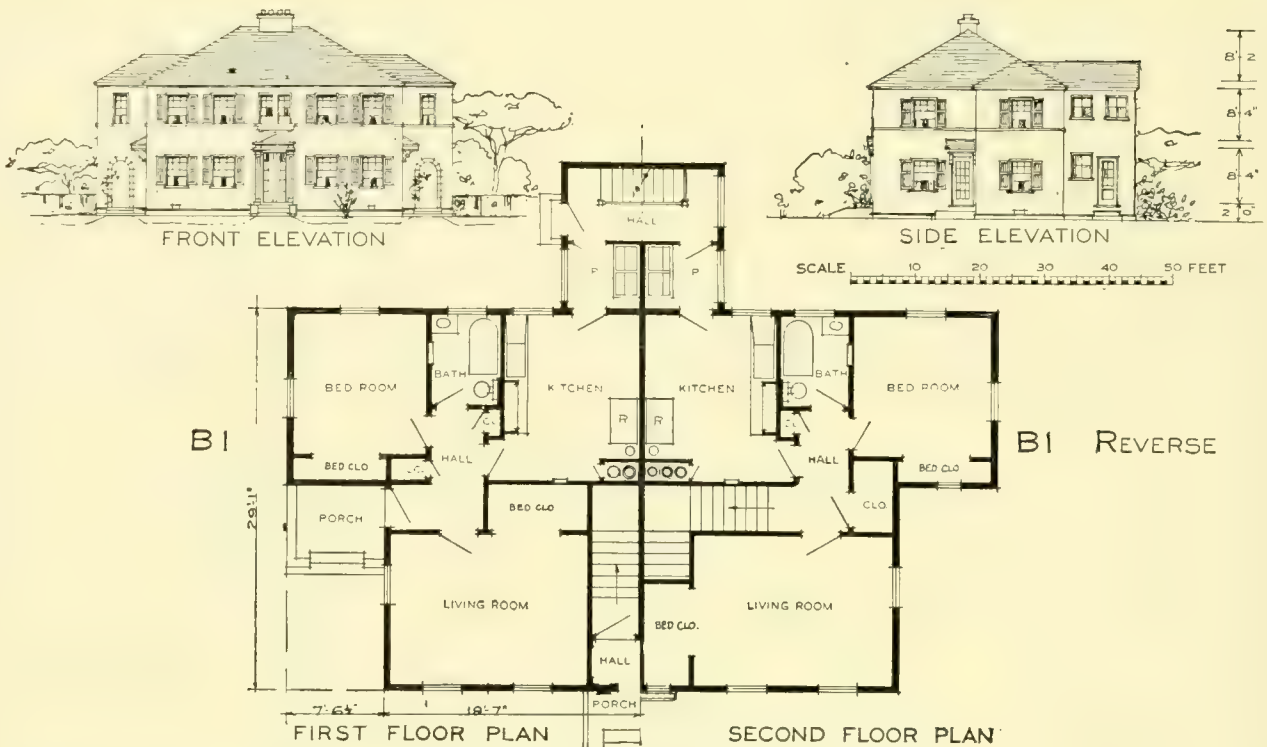 8'-2
8'-4"
8'-4"
2 0
FRONT ELEVATION
SIDE ELEVATION
SCALE 10 20 30 40 50 FEET
HALL
P P
BATH BATH
BED ROOM KITCHEN KITCHEN BED ROOM
R R
CL
B1 HALL HALL B1 REVERSE
BED CLO BED CLO
BED CLO CLO.
PORCH
29'-1"
LIVING ROOM LIVING ROOM
BED CLO.
HALL
PORCH
7'-6¼" 18'-7"
FIRST FLOOR PLAN SECOND FLOOR PLAN